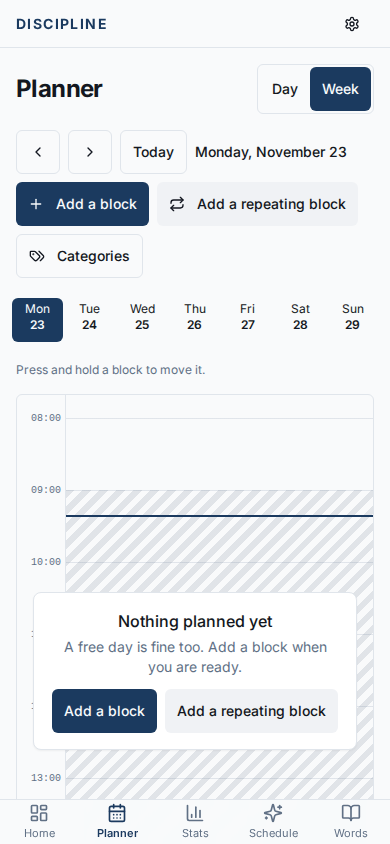 DISCIPLINE
Planner
Day
Week
Today
Monday, November 23
Add a block
Add a repeating block
Categories
Mon Tue Wed Thu Fri Sat Sun
23 24 25 26 27 28 29
Press and hold a block to move it.
08:00
09:00
10:00
Nothing planned yet
A free day is fine too. Add a block when
you are ready.
Add a block
Add a repeating block
13:00
Home
Planner
Stats
Schedule
Words